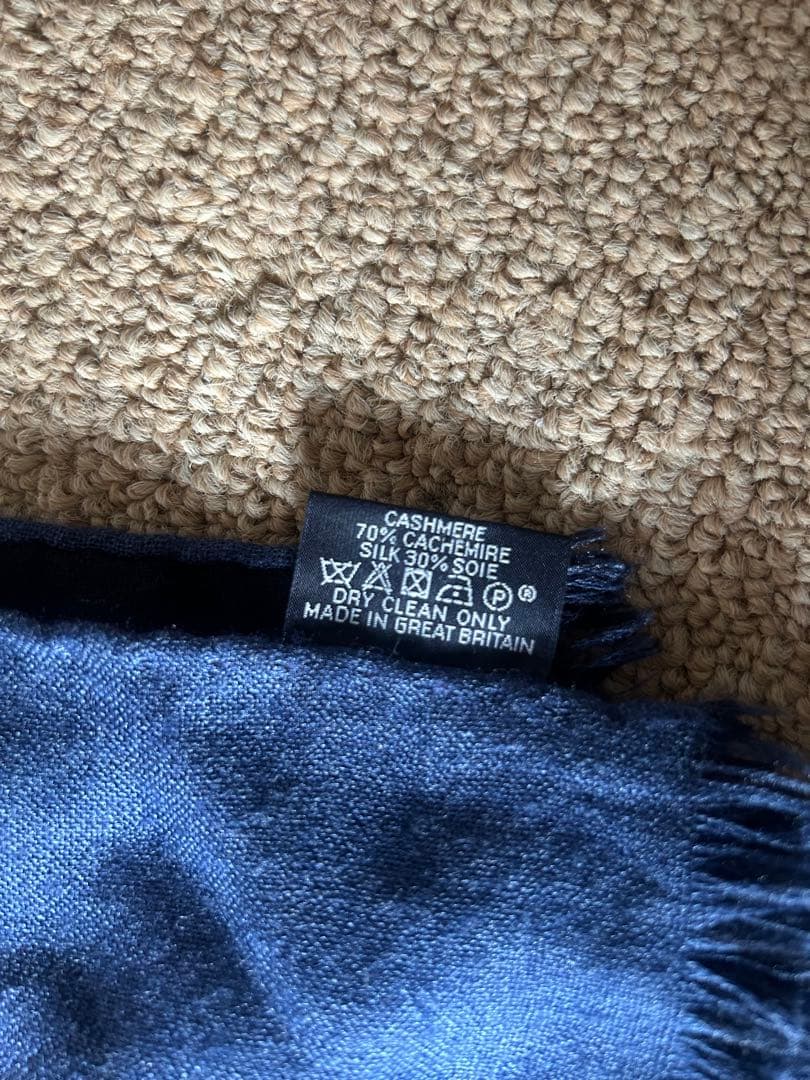 CASHMERE
70% CACHEMIRE
SILK 30% SOIE
P ®
DRY CLEAN ONLY
MADE IN GREAT BRITAIN